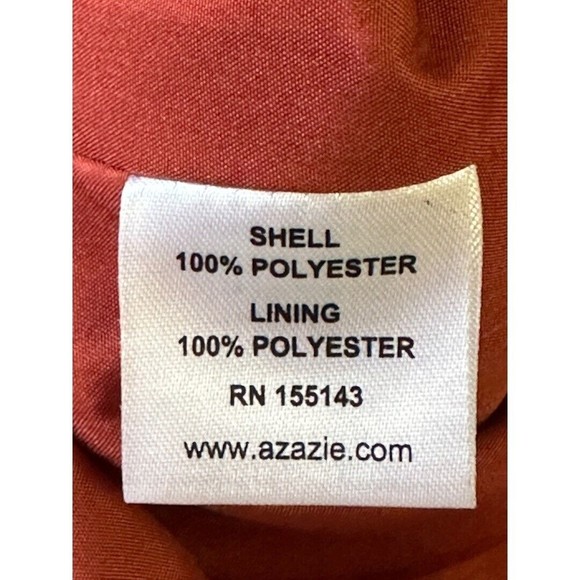 SHELL
100% POLYESTER
LINING
100% POLYESTER
RN 155143
www.azazie.com